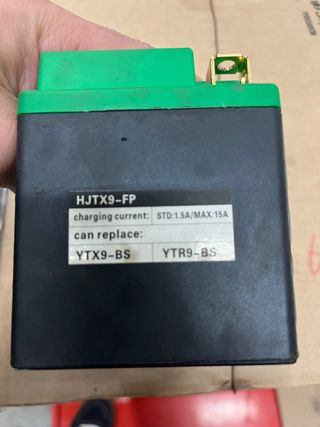 HJTX9-FP
charging current: STD:1.5A/MAX:15A
can replace:
YTX9-BS YTR9-BS